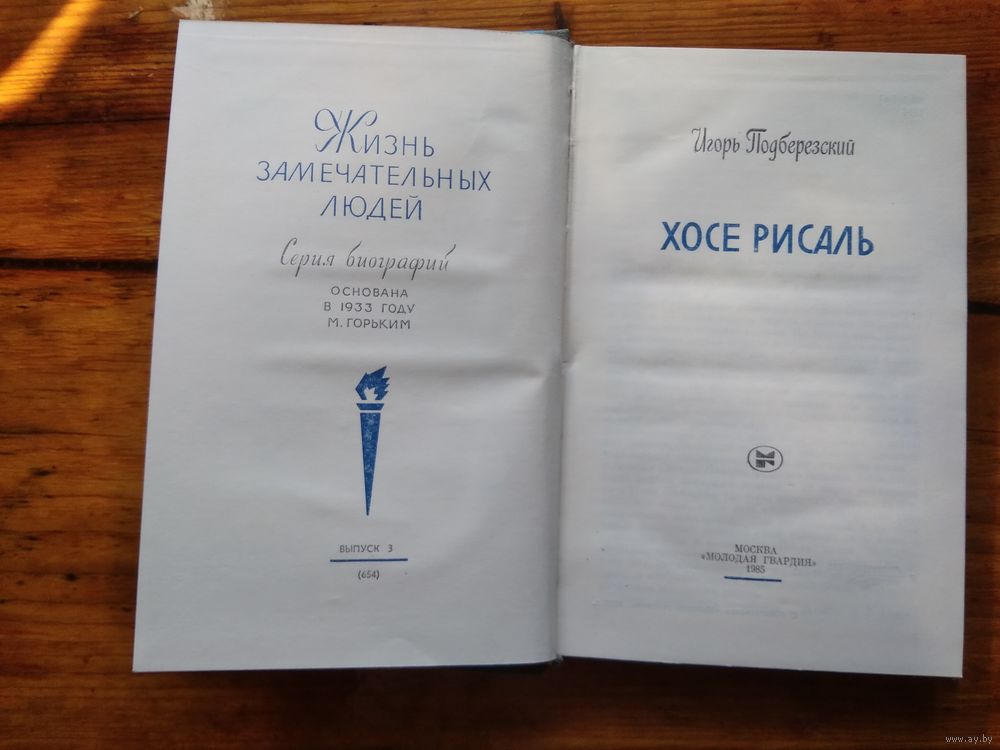 Жизнь
ЗАМЕЧАТЕЛЬНЫХ
ЛЮДЕЙ
Серия биографий
ОСНОВАНА
В 1933 ГОДУ
М. ГОРЬКИМ
ВЫПУСК 3
(654)
Игорь Подберезский
ХОСЕ РИСАЛЬ
МОСКВА
«МОЛОДАЯ ГВАРДИЯ»
1985
www.ay.by